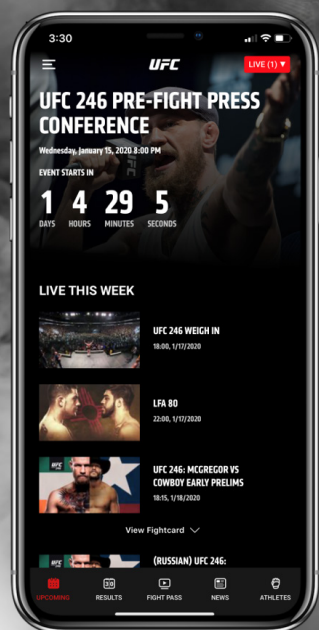 3:30
UFC
LIVE (1) ▼
UFC 246 PRE-FIGHT PRESS
CONFERENCE
Wednesday, January 15, 2020 8:00 PM
EVENT STARTS IN
1 4 29 5
DAYS HOURS MINUTES SECONDS
LIVE THIS WEEK
UFC 246 WEIGH IN
18:00, 1/17/2020
LFA 80
22:00, 1/17/2020
UFC 246: MCGREGOR VS
COWBOY EARLY PRELIMS
18:15, 1/18/2020
View Fightcard
(RUSSIAN) UFC 246:
UPCOMING RESULTS FIGHT PASS NEWS ATHLETES